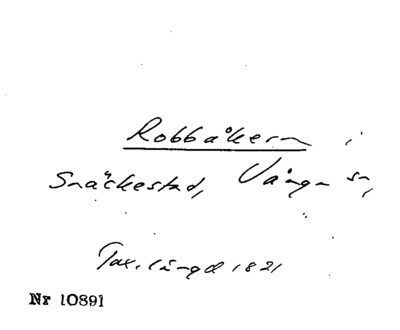 Robbåkern i
Snäckestad, Vånga sn,
Tax.längd 1821
Nr 10891